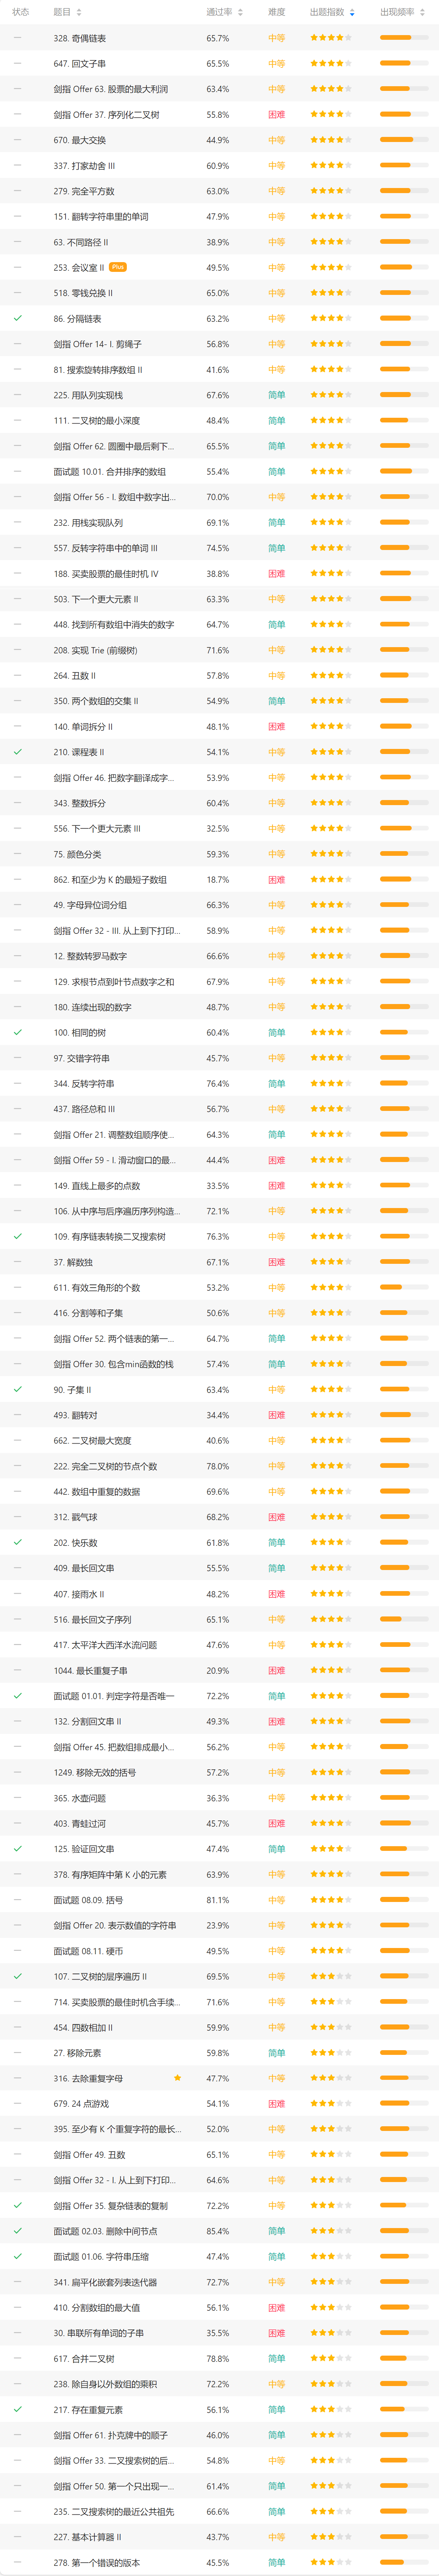 状态 题目 通过率 难度 出题指数 出现频率
328. 奇偶链表 65.7% 中等
647. 回文子串 65.5% 中等
剑指 Offer 63. 股票的最大利润 63.4% 中等
剑指 Offer 37. 序列化二叉树 55.8% 困难
670. 最大交换 44.9% 中等
337. 打家劫舍 III 60.9% 中等
279. 完全平方数 63.0% 中等
151. 翻转字符串里的单词 47.9% 中等
63. 不同路径 II 38.9% 中等
253. 会议室 II Plus 49.5% 中等
518. 零钱兑换 II 65.0% 中等
86. 分隔链表 63.2% 中等
剑指 Offer 14- I. 剪绳子 56.8% 中等
81. 搜索旋转排序数组 II 41.6% 中等
225. 用队列实现栈 67.6% 简单
111. 二叉树的最小深度 48.4% 简单
剑指 Offer 62. 圆圈中最后剩下... 65.5% 简单
面试题 10.01. 合并排序的数组 55.4% 简单
剑指 Offer 56 - I. 数组中数字出... 70.0% 中等
232. 用栈实现队列 69.1% 简单
557. 反转字符串中的单词 III 74.5% 简单
188. 买卖股票的最佳时机 IV 38.8% 困难
503. 下一个更大元素 II 63.3% 中等
448. 找到所有数组中消失的数字 64.7% 简单
208. 实现 Trie (前缀树) 71.6% 中等
264. 丑数 II 57.8% 中等
350. 两个数组的交集 II 54.9% 简单
140. 单词拆分 II 48.1% 困难
210. 课程表 II 54.1% 中等
剑指 Offer 46. 把数字翻译成字... 53.9% 中等
343. 整数拆分 60.4% 中等
556. 下一个更大元素 III 32.5% 中等
75. 颜色分类 59.3% 中等
862. 和至少为 K 的最短子数组 18.7% 困难
49. 字母异位词分组 66.3% 中等
剑指 Offer 32 - III. 从上到下打印... 58.9% 中等
12. 整数转罗马数字 66.6% 中等
129. 求根节点到叶节点数字之和 67.9% 中等
180. 连续出现的数字 48.7% 中等
100. 相同的树 60.4% 简单
97. 交错字符串 45.7% 中等
344. 反转字符串 76.4% 简单
437. 路径总和 III 56.7% 中等
剑指 Offer 21. 调整数组顺序使... 64.3% 简单
剑指 Offer 59 - I. 滑动窗口的最... 44.4% 困难
149. 直线上最多的点数 33.5% 困难
106. 从中序与后序遍历序列构造... 72.1% 中等
109. 有序链表转换二叉搜索树 76.3% 中等
37. 解数独 67.1% 困难
611. 有效三角形的个数 53.2% 中等
416. 分割等和子集 50.6% 中等
剑指 Offer 52. 两个链表的第一... 64.7% 简单
剑指 Offer 30. 包含min函数的栈 57.4% 简单
90. 子集 II 63.4% 中等
493. 翻转对 34.4% 困难
662. 二叉树最大宽度 40.6% 中等
222. 完全二叉树的节点个数 78.0% 中等
442. 数组中重复的数据 69.6% 中等
312. 戳气球 68.2% 困难
202. 快乐数 61.8% 简单
409. 最长回文串 55.5% 简单
407. 接雨水 II 48.2% 困难
516. 最长回文子序列 65.1% 中等
417. 太平洋大西洋水流问题 47.6% 中等
1044. 最长重复子串 20.9% 困难
面试题 01.01. 判定字符是否唯一 72.2% 简单
132. 分割回文串 II 49.3% 困难
剑指 Offer 45. 把数组排成最小... 56.2% 中等
1249. 移除无效的括号 57.2% 中等
365. 水壶问题 36.3% 中等
403. 青蛙过河 45.7% 困难
125. 验证回文串 47.4% 简单
378. 有序矩阵中第 K 小的元素 63.9% 中等
面试题 08.09. 括号 81.1% 中等
剑指 Offer 20. 表示数值的字符串 23.9% 中等
面试题 08.11. 硬币 49.5% 中等
107. 二叉树的层序遍历 II 69.5% 中等
714. 买卖股票的最佳时机含手续... 71.6% 中等
454. 四数相加 II 59.9% 中等
27. 移除元素 59.8% 简单
316. 去除重复字母 47.7% 中等
679. 24 点游戏 54.1% 困难
395. 至少有 K 个重复字符的最长... 52.0% 中等
剑指 Offer 49. 丑数 65.1% 中等
剑指 Offer 32 - I. 从上到下打印... 64.6% 中等
剑指 Offer 35. 复杂链表的复制 72.2% 中等
面试题 02.03. 删除中间节点 85.4% 简单
面试题 01.06. 字符串压缩 47.4% 简单
341. 扁平化嵌套列表迭代器 72.7% 中等
410. 分割数组的最大值 56.1% 困难
30. 串联所有单词的子串 35.5% 困难
617. 合并二叉树 78.8% 简单
238. 除自身以外数组的乘积 72.2% 中等
217. 存在重复元素 56.1% 简单
剑指 Offer 61. 扑克牌中的顺子 46.0% 简单
剑指 Offer 33. 二叉搜索树的后... 54.8% 中等
剑指 Offer 50. 第一个只出现一... 61.4% 简单
235. 二叉搜索树的最近公共祖先 66.6% 简单
227. 基本计算器 II 43.7% 中等
278. 第一个错误的版本 45.5% 简单